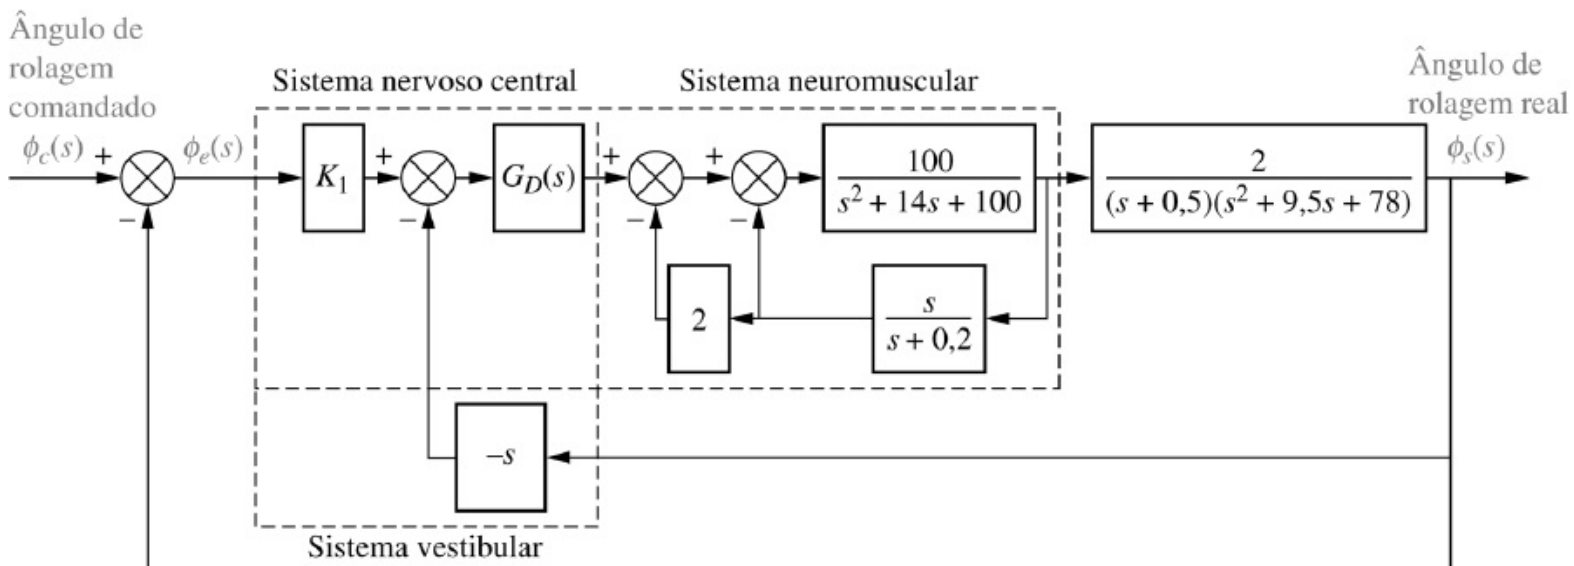 Ângulo de
rolagem
comandado
ϕc(s)
+
−
ϕe(s)
Sistema nervoso central
K1
+
−
GD(s)
Sistema neuromuscular
+
−
+
−
100
s² + 14s + 100
2
(s + 0,5)(s² + 9,5s + 78)
Ângulo de
rolagem real
ϕs(s)
2
s
s + 0,2
−s
Sistema vestibular